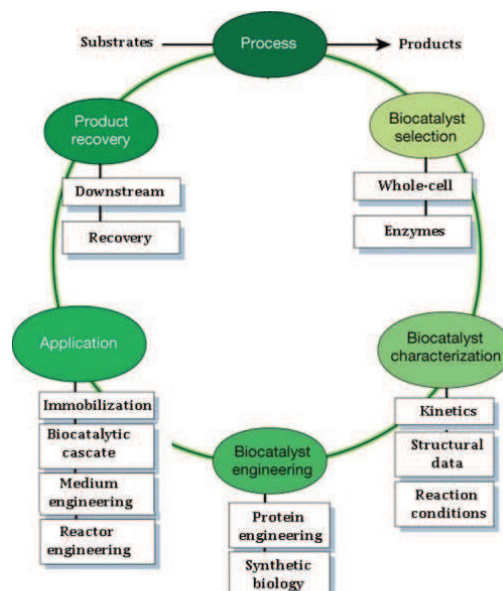 Substrates
Process
Products
Product
recovery
Downstream
Recovery
Biocatalyst
selection
Whole-cell
Enzymes
Application
Immobilization
Biocatalytic
cascate
Medium
engineering
Reactor
engineering
Biocatalyst
characterization
Kinetics
Structural
data
Reaction
conditions
Biocatalyst
engineering
Protein
engineering
Synthetic
biology